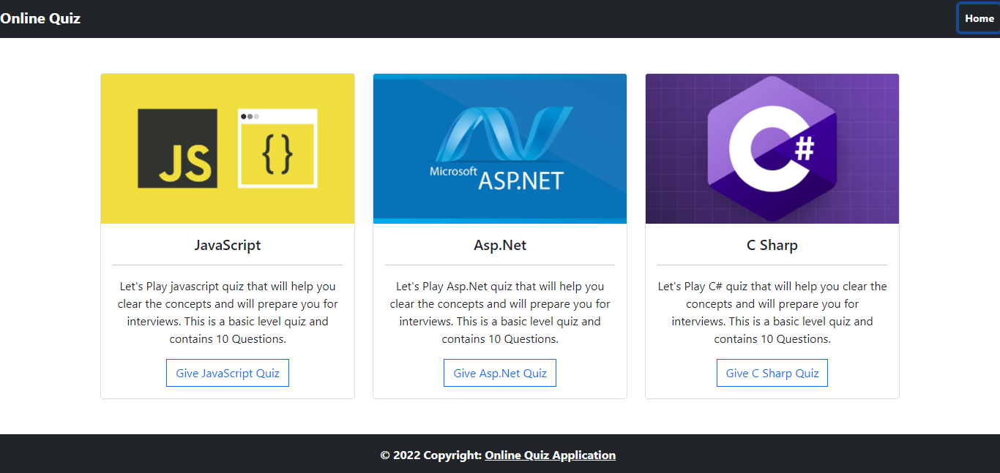 Online Quiz
Home
JS
{}
JavaScript
Let's Play javascript quiz that will help you
clear the concepts and will prepare you for
interviews. This is a basic level quiz and
contains 10 Questions.
Give JavaScript Quiz
Microsoft
ASP.NET
Asp.Net
Let's Play Asp.Net quiz that will help you
clear the concepts and will prepare you for
interviews. This is a basic level quiz and
contains 10 Questions.
Give Asp.Net Quiz
C#
C Sharp
Let's Play C# quiz that will help you clear the
concepts and will prepare you for
interviews. This is a basic level quiz and
contains 10 Questions.
Give C Sharp Quiz
© 2022 Copyright: Online Quiz Application